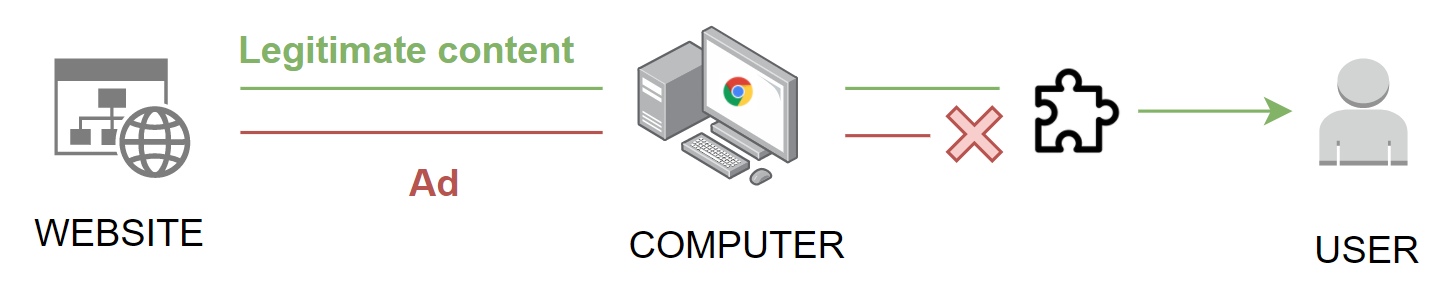 Legitimate content
Ad
WEBSITE
COMPUTER
USER